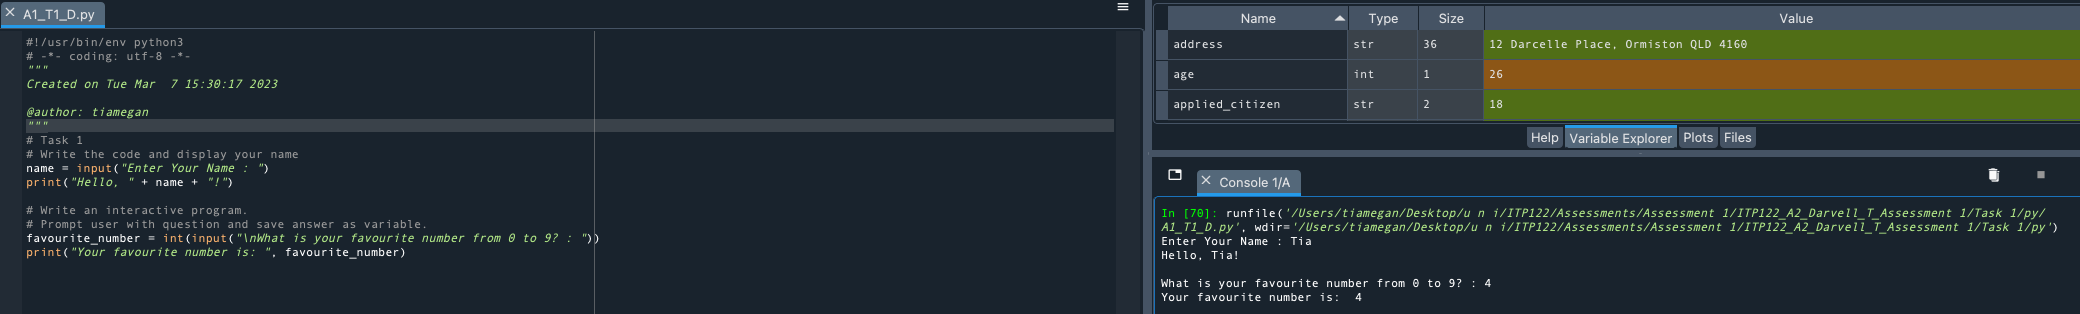 A1_T1_D.py
#!/usr/bin/env python3
# -*- coding: utf-8 -*-
"""
Created on Tue Mar  7 15:30:17 2023

@author: tiamegan
"""
# Task 1
# Write the code and display your name
name = input("Enter Your Name : ")
print("Hello, " + name + "!")

# Write an interactive program.
# Prompt user with question and save answer as variable.
favourite_number = int(input("\nWhat is your favourite number from 0 to 9? : "))
print("Your favourite number is: ", favourite_number)
Name Type Size Value
address str 36 12 Darcelle Place, Ormiston QLD 4160
age int 1 26
applied_citizen str 2 18
Help Variable Explorer Plots Files
Console 1/A
In [70]: runfile('/Users/tiamegan/Desktop/u n i/ITP122/Assessments/Assessment 1/ITP122_A2_Darvell_T_Assessment 1/Task 1/py/
A1_T1_D.py', wdir='/Users/tiamegan/Desktop/u n i/ITP122/Assessments/Assessment 1/ITP122_A2_Darvell_T_Assessment 1/Task 1/py')
Enter Your Name : Tia
Hello, Tia!

What is your favourite number from 0 to 9? : 4
Your favourite number is:  4